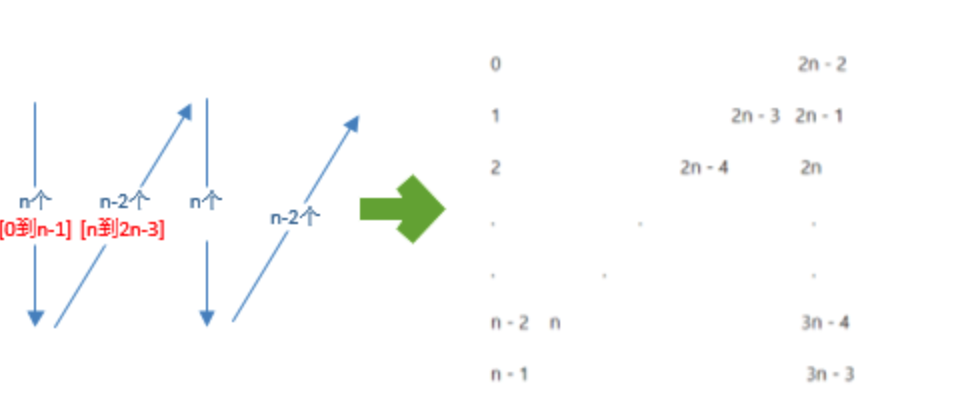 n个 n-2个 n个 n-2个
[0到n-1] [n到2n-3]
0 2n - 2
1 2n - 3 2n - 1
2 2n - 4 2n
. . .
. . .
n - 2 n 3n - 4
n - 1 3n - 3